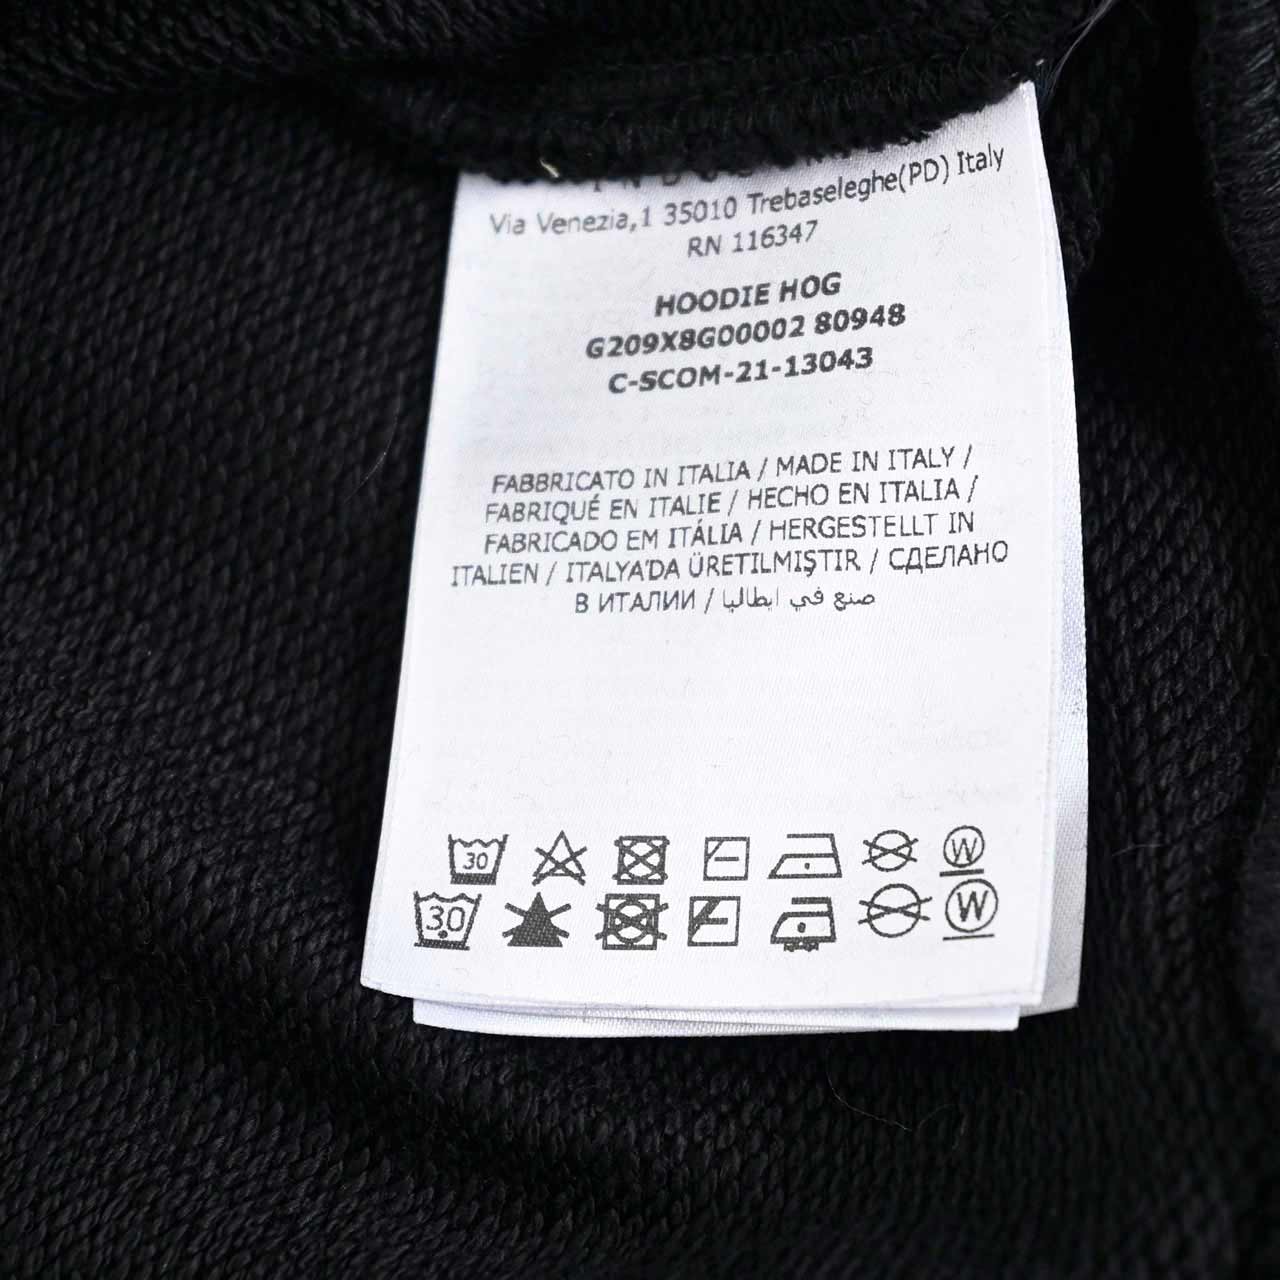 Via Venezia,1 35010 Trebaseleghe(PD) Italy
RN 116347
HOODIE HOG
G209X8G00002 80948
C-SCOM-21-13043
FABBRICATO IN ITALIA / MADE IN ITALY /
FABRIQUÉ EN ITALIE / HECHO EN ITALIA /
FABRICADO EM ITÁLIA / HERGESTELLT IN
ITALIEN / ITALYA'DA ÜRETILMIŞTIR / СДЕЛАНО
В ИТАЛИИ / صنع في ايطاليا
30 W
30 W